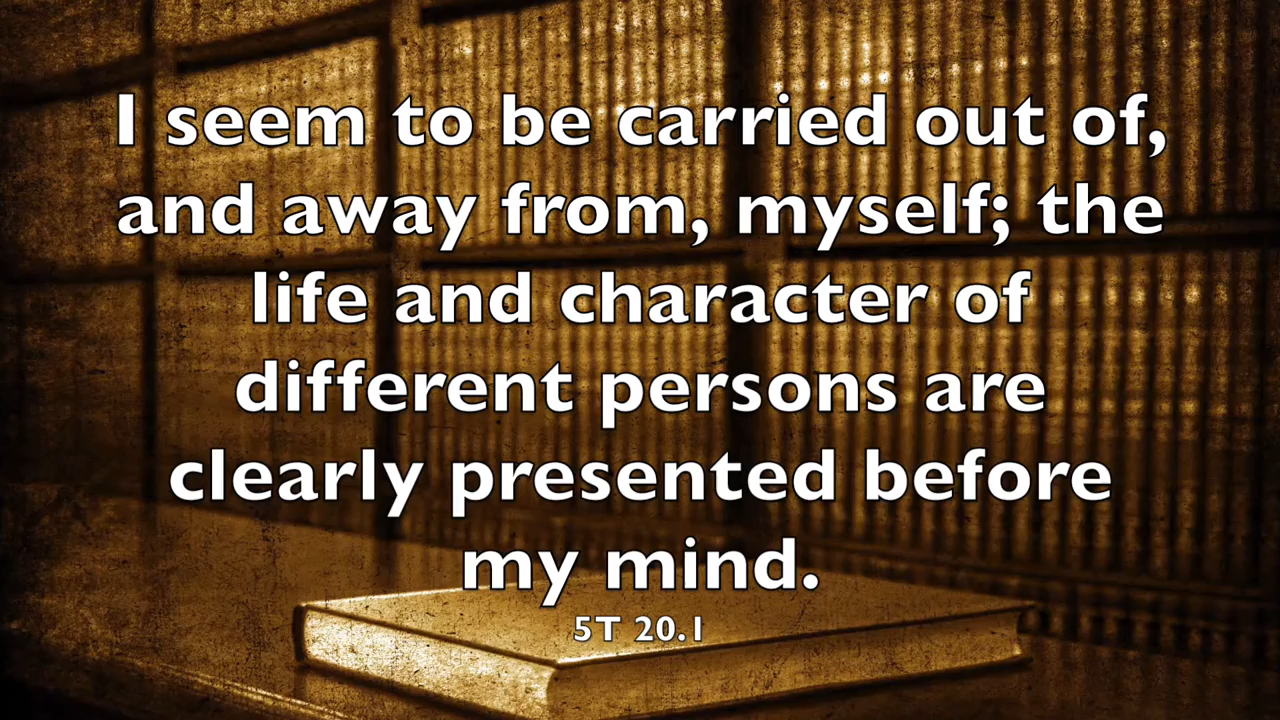 I seem to be carried out of,
and away from, myself; the
life and character of
different persons are
clearly presented before
my mind.
5T 20.1